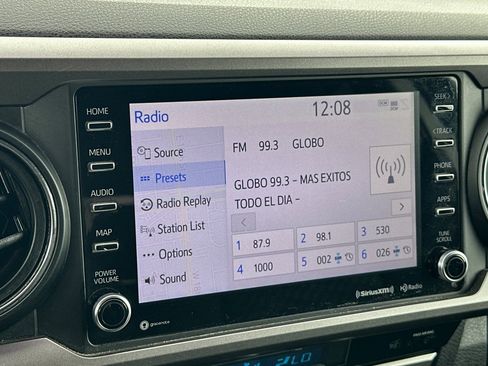 HOME
MENU
AUDIO
MAP
POWER
VOLUME
Radio
12:08
Source
Presets
Radio Replay
Station List
Options
Sound
FM 99.3 GLOBO
GLOBO 99.3 - MAS EXITOS
TODO EL DIA -
1 87.9
2 98.1
3 530
4 1000
5 002
6 026
SEEK
TRACK
PHONE
APPS
TUNE
SCROLL
gracenote
SiriusXM
HD Radio
LO